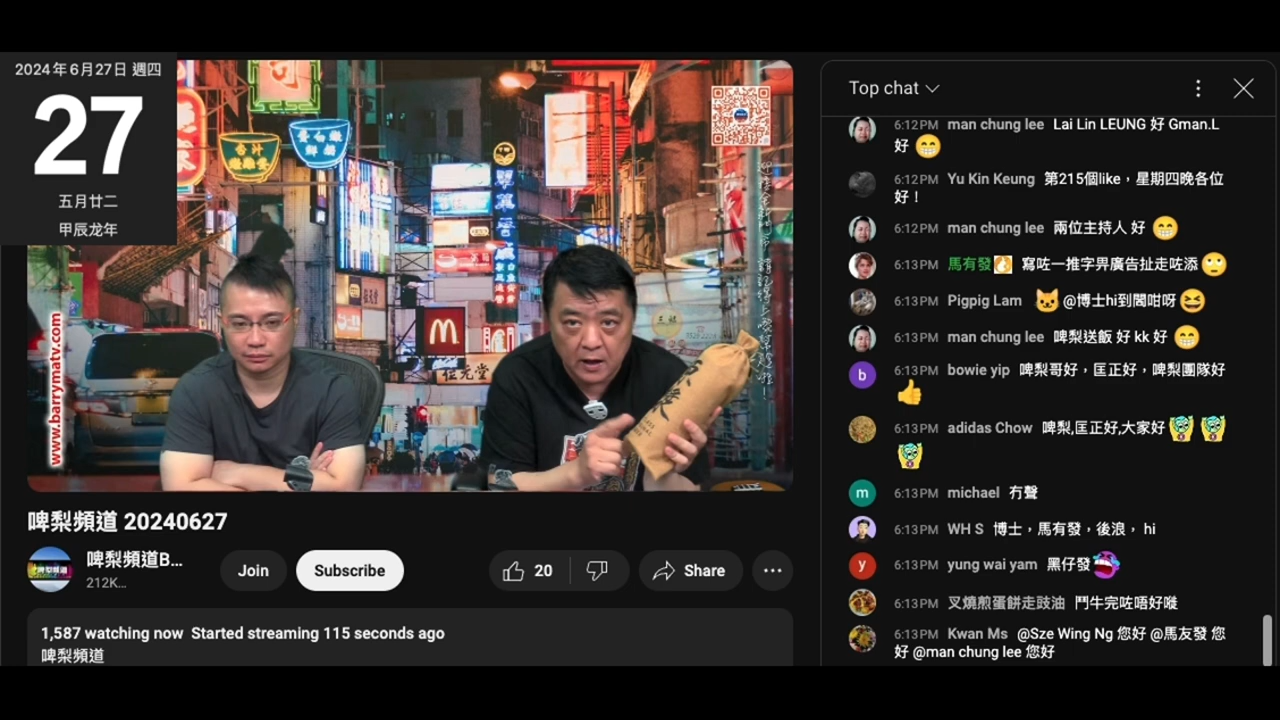 2024年6月27日 週四
27
五月廿二
甲辰龙年
杏汁
www.barrymatv.com
位元堂
啤梨頻道 20240627
啤梨頻道B...
212K...
Join
Subscribe
20
Share
1,587 watching now Started streaming 115 seconds ago
啤梨頻道
Top chat
6:12PM man chung lee Lai Lin LEUNG 好 Gman.L
好 😁
6:12PM Yu Kin Keung 第215個like，星期四晚各位
好！
6:12PM man chung lee 兩位主持人 好 😁
6:13PM 馬有發 寫咗一推字畀廣告扯走咗添 🙄
6:13PM Pigpig Lam 🐱@博士hi到閪咁呀 😆
6:13PM man chung lee 啤梨送飯 好 kk 好 😁
b
6:13PM bowie yip 啤梨哥好，匡正好，啤梨團隊好
👍
6:13PM adidas Chow 啤梨,匡正好,大家好
m
6:13PM michael 冇聲
6:13PM WH S 博士，馬有發，後浪， hi
y
6:13PM yung wai yam 黑仔發
6:13PM 叉燒煎蛋餅走豉油 鬥牛完咗唔好嘥
6:13PM Kwan Ms @Sze Wing Ng 您好 @馬友發 您
好 @man chung lee 您好